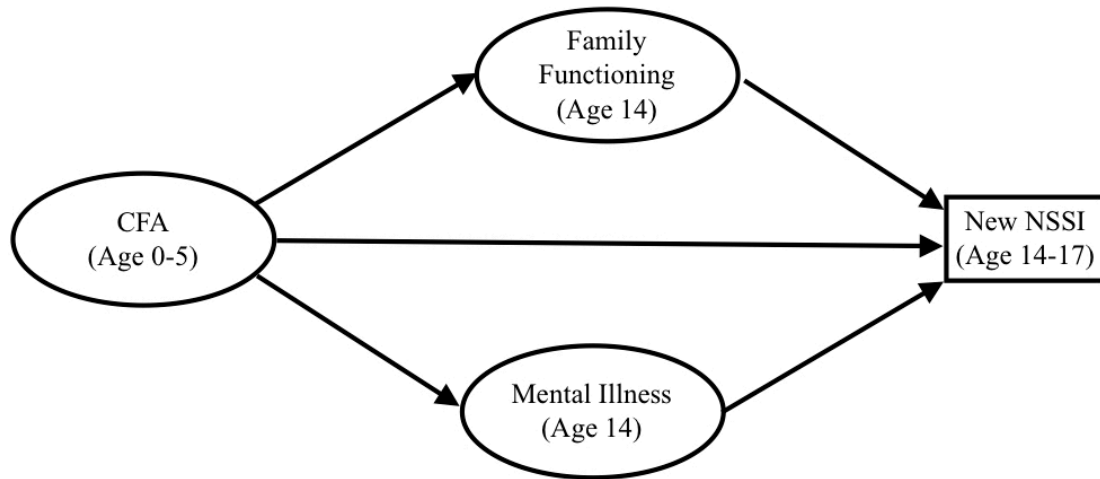 Family
Functioning
(Age 14)
CFA
(Age 0-5)
New NSSI
(Age 14-17)
Mental Illness
(Age 14)